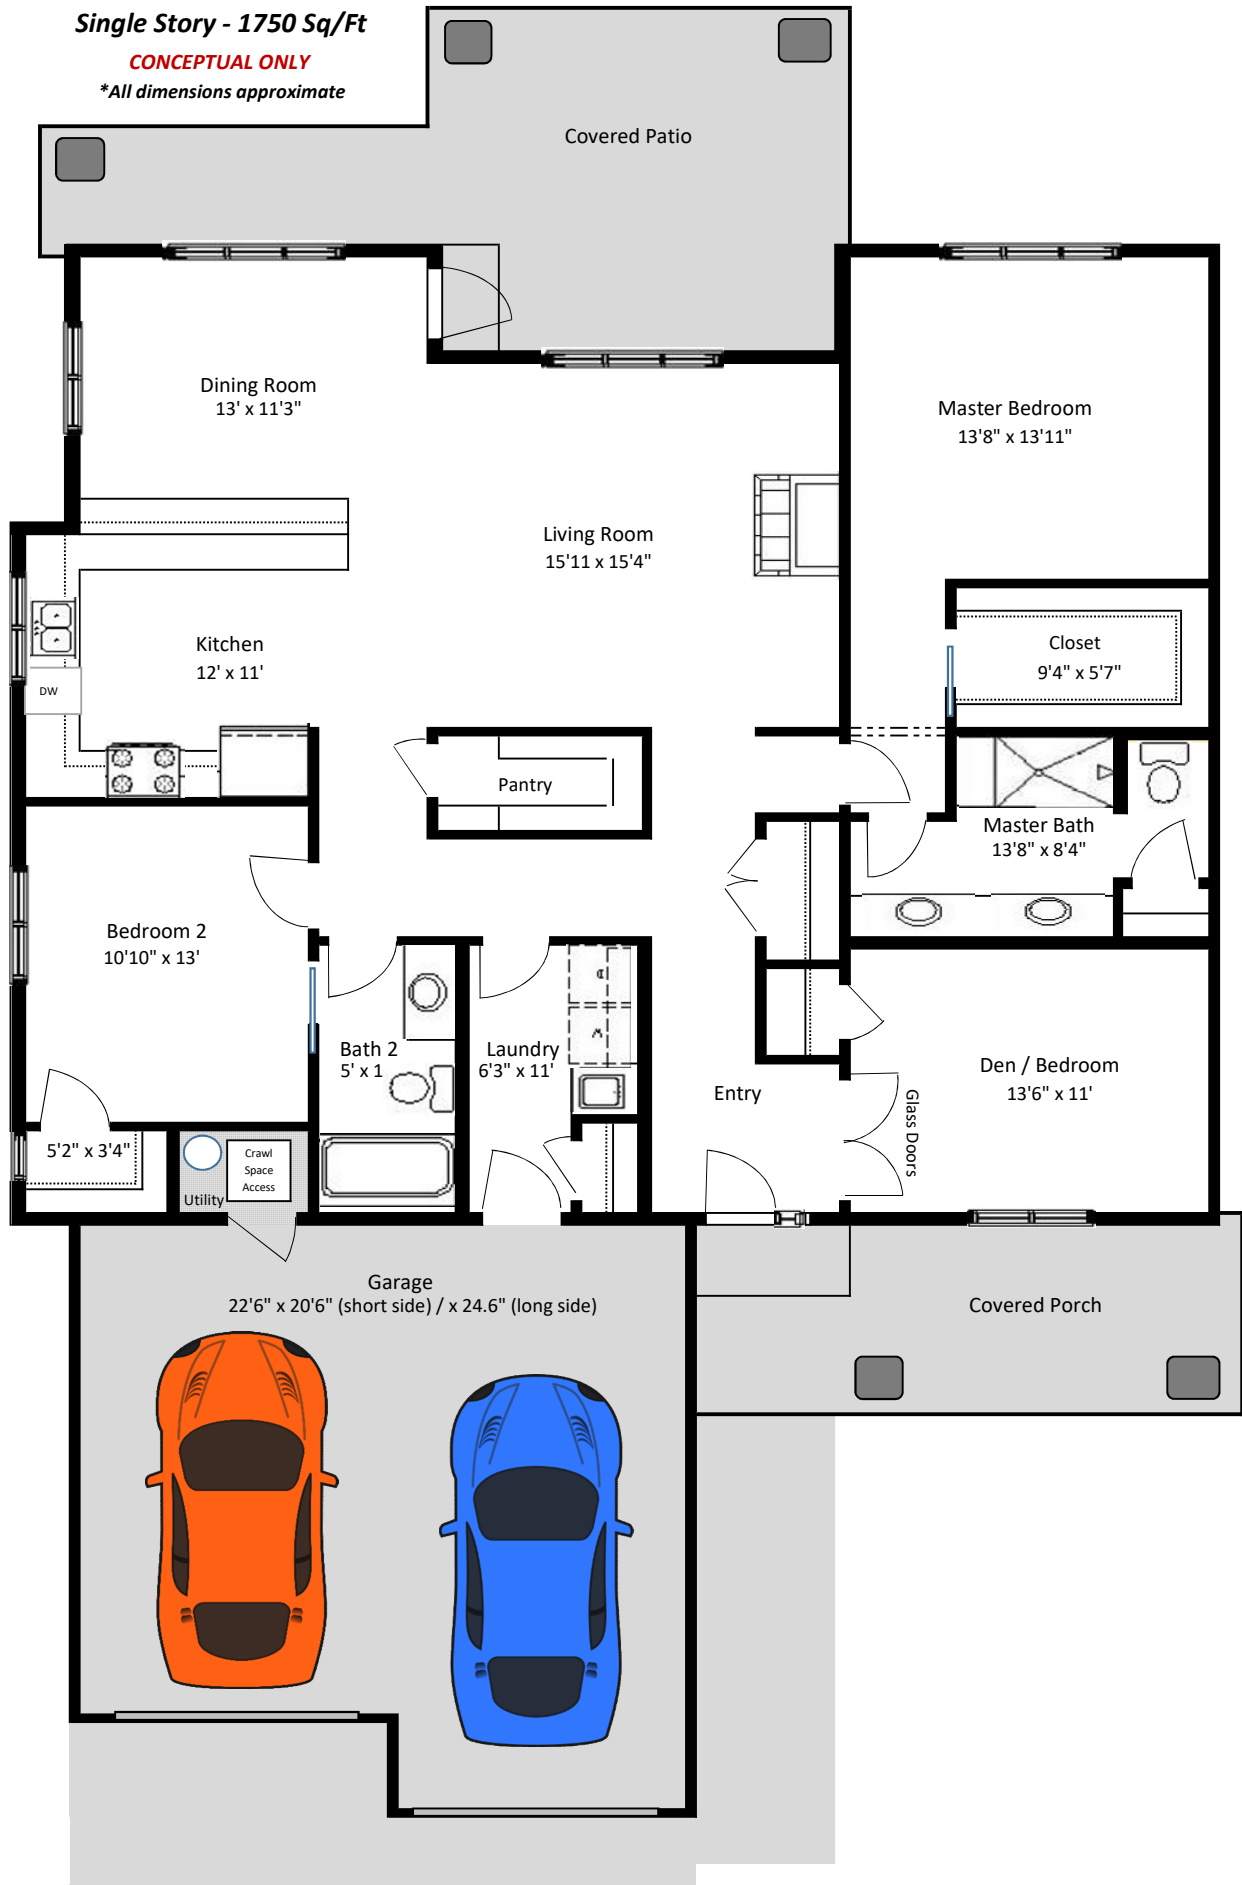 Single Story - 1750 Sq/Ft
CONCEPTUAL ONLY
*All dimensions approximate
Covered Patio
Dining Room
13' x 11'3"
Master Bedroom
13'8" x 13'11"
Living Room
15'11 x 15'4"
Kitchen
12' x 11'
Closet
9'4" x 5'7"
DW
Pantry
Master Bath
13'8" x 8'4"
Bedroom 2
10'10" x 13'
D
W
Bath 2
5' x 1
Laundry
6'3" x 11'
Entry
Glass Doors
Den / Bedroom
13'6" x 11'
5'2" x 3'4"
Crawl
Space
Access
Utility
Garage
22'6" x 20'6" (short side) / x 24.6" (long side)
Covered Porch